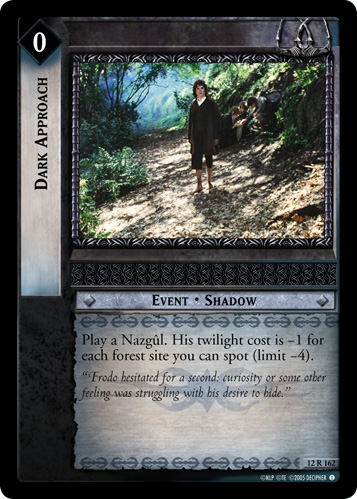 0
DARK APPROACH
EVENT • SHADOW
Play a Nazgûl. His twilight cost is –1 for
each forest site you can spot (limit –4).
“‘Frodo hesitated for a second: curiosity or some other
feeling was struggling with his desire to hide.”
12 R 162
©NLP ©TE ©2005 DECIPHER